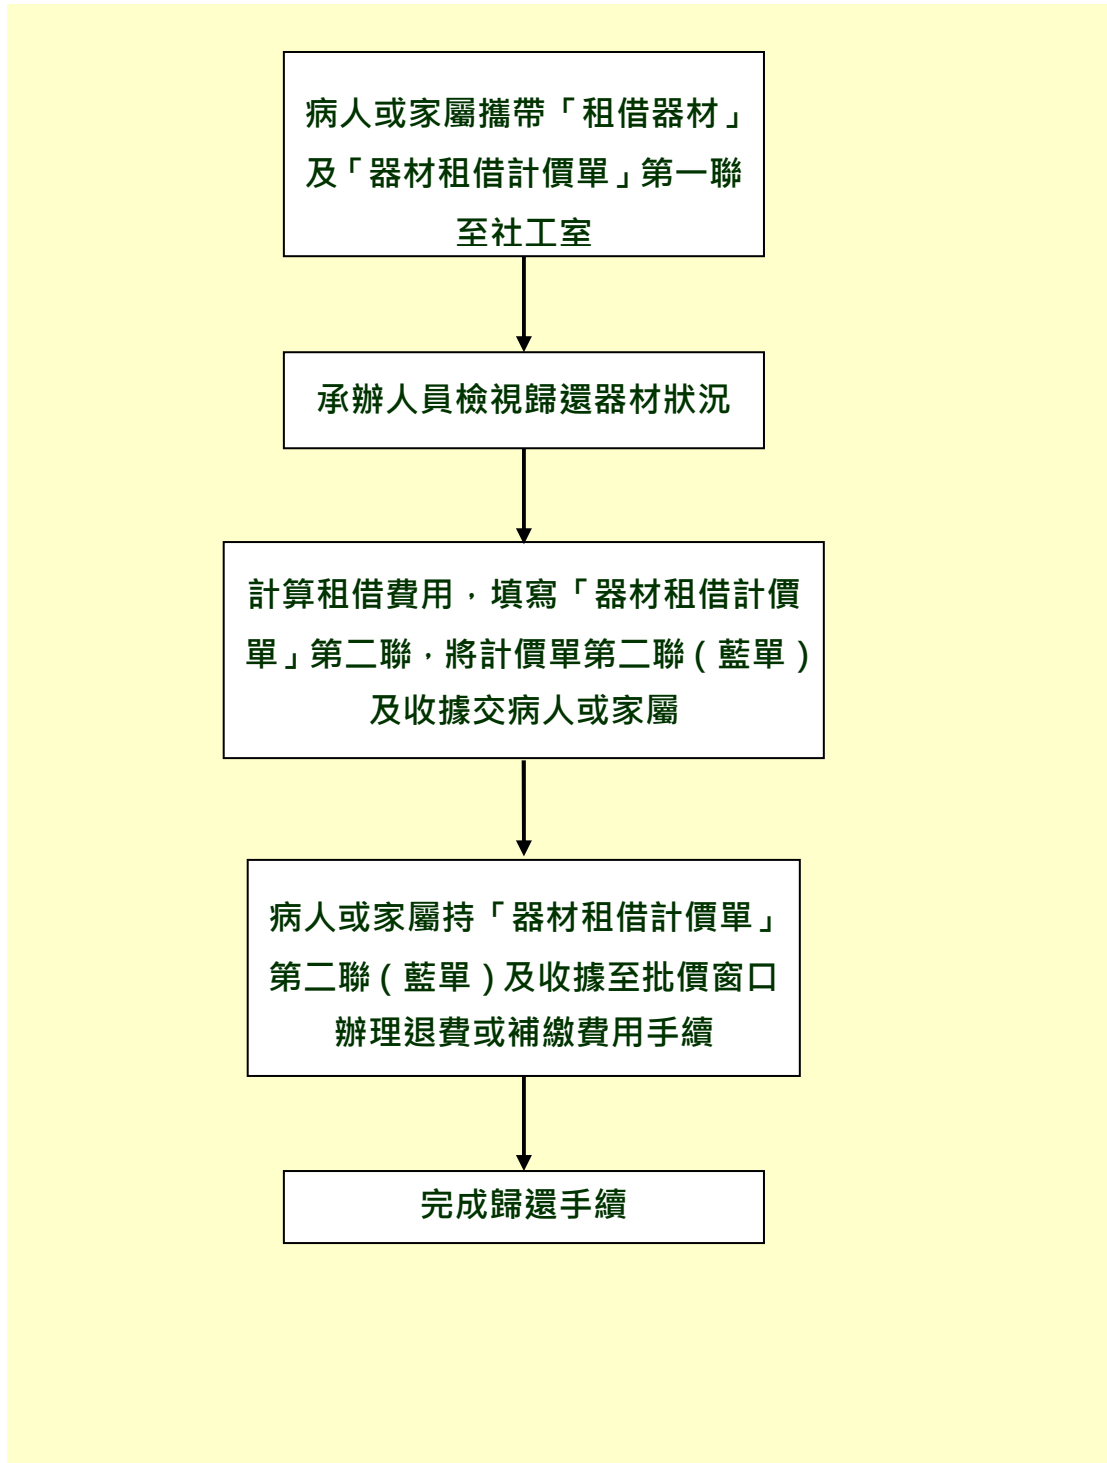 病人或家屬攜帶「租借器材」
及「器材租借計價單」第一聯
至社工室
承辦人員檢視歸還器材狀況
計算租借費用，填寫「器材租借計價
單」第二聯，將計價單第二聯(藍單)
及收據交病人或家屬
病人或家屬持「器材租借計價單」
第二聯(藍單)及收據至批價窗口
辦理退費或補繳費用手續
完成歸還手續